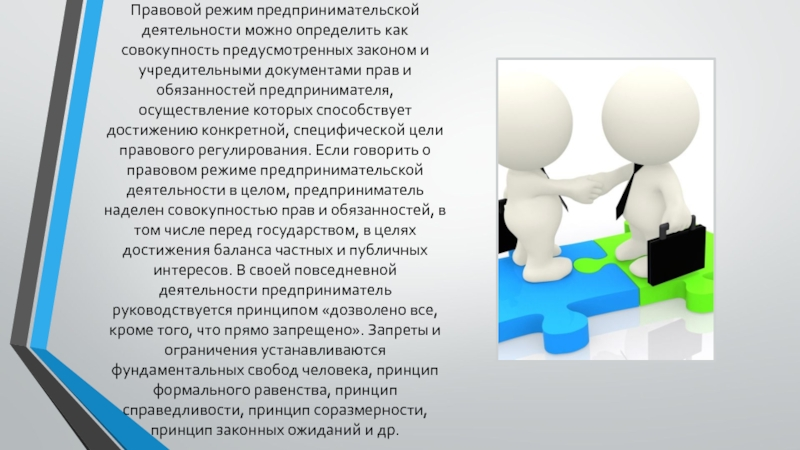 Правовой режим предпринимательской
деятельности можно определить как
совокупность предусмотренных законом и
учредительными документами прав и
обязанностей предпринимателя,
осуществление которых способствует
достижению конкретной, специфической цели
правового регулирования. Если говорить о
правовом режиме предпринимательской
деятельности в целом, предприниматель
наделен совокупностью прав и обязанностей, в
том числе перед государством, в целях
достижения баланса частных и публичных
интересов. В своей повседневной
деятельности предприниматель
руководствуется принципом «дозволено все,
кроме того, что прямо запрещено». Запреты и
ограничения устанавливаются
фундаментальных свобод человека, принцип
формального равенства, принцип
справедливости, принцип соразмерности,
принцип законных ожиданий и др.